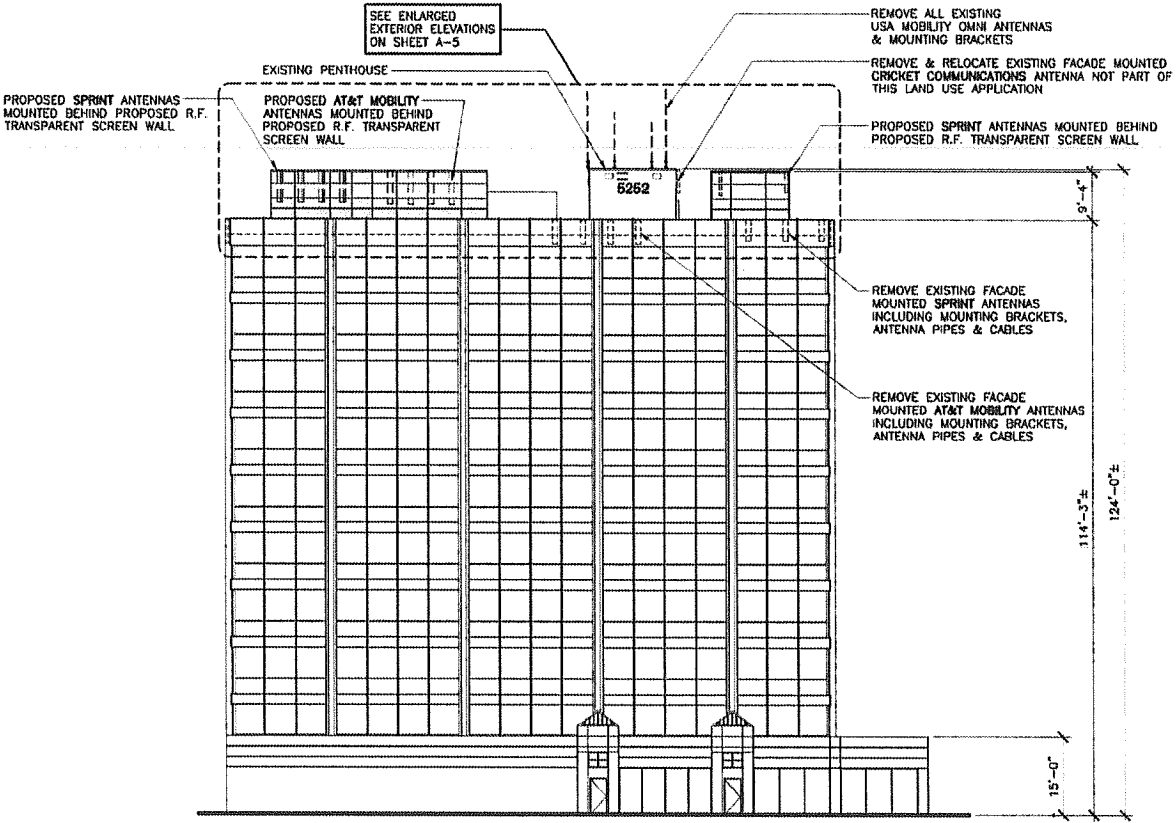 SEE ENLARGED
EXTERIOR ELEVATIONS
ON SHEET A-5
REMOVE ALL EXISTING
USA MOBILITY OMNI ANTENNAS
& MOUNTING BRACKETS
EXISTING PENTHOUSE
REMOVE & RELOCATE EXISTING FACADE MOUNTED
CRICKET COMMUNICATIONS ANTENNA NOT PART OF
THIS LAND USE APPLICATION
PROPOSED SPRINT ANTENNAS
MOUNTED BEHIND PROPOSED R.F.
TRANSPARENT SCREEN WALL
PROPOSED AT&T MOBILITY
ANTENNAS MOUNTED BEHIND
PROPOSED R.F. TRANSPARENT
SCREEN WALL
PROPOSED SPRINT ANTENNAS MOUNTED BEHIND
PROPOSED R.F. TRANSPARENT SCREEN WALL
5252
9'-4"
REMOVE EXISTING FACADE
MOUNTED SPRINT ANTENNAS
INCLUDING MOUNTING BRACKETS,
ANTENNA PIPES & CABLES
REMOVE EXISTING FACADE
MOUNTED AT&T MOBILITY ANTENNAS
INCLUDING MOUNTING BRACKETS,
ANTENNA PIPES & CABLES
114'-3"±
124'-0"±
15'-0"